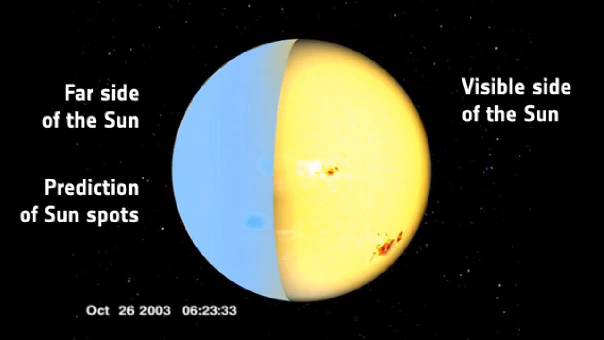 Far side
of the Sun
Visible side
of the Sun
Prediction
of Sun spots
Oct 26 2003 06:23:33